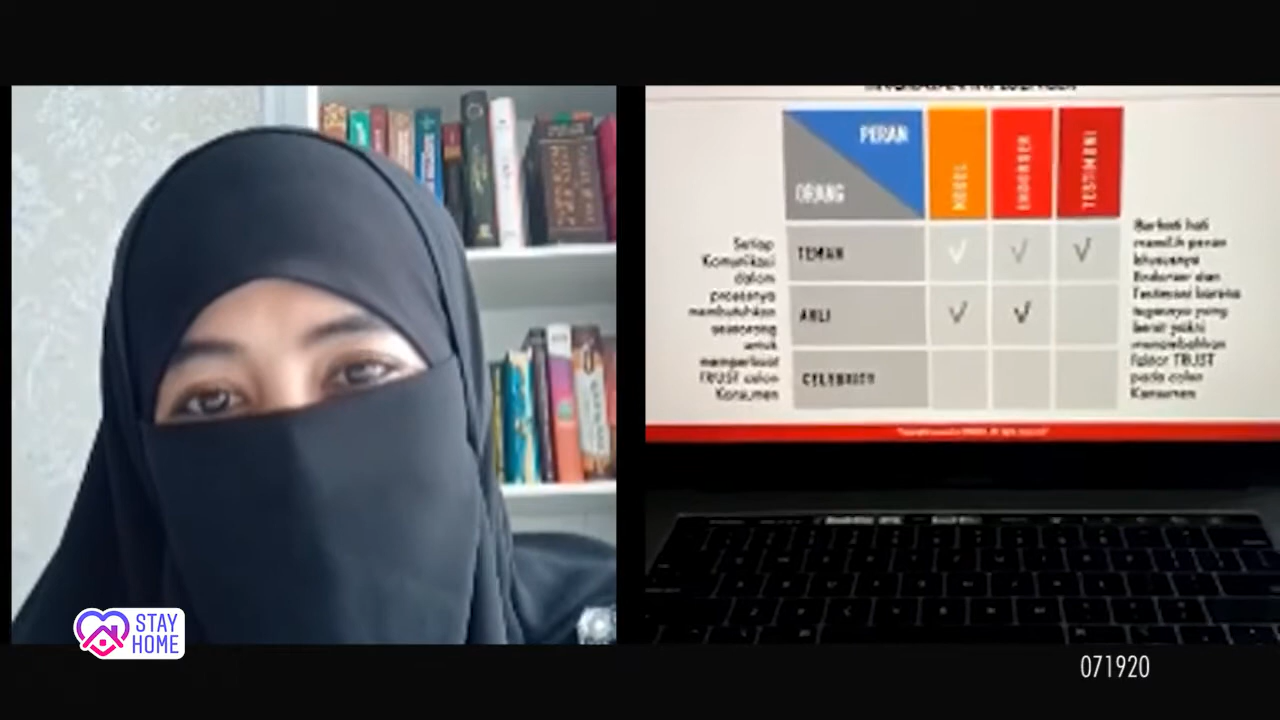 PERAN
ORANG
MODEL
ENDORSER
TESTIMONI
TEMAN
AHLI
CELEBRITY
Setiap
Komunikasi
dalam
prosesnya
membutuhkan
seseorang
untuk
memperkuat
TRUST calon
Konsumen
Berhati hati
memilih peran
khususnya
Endorser dan
Testimoni karena
tugasnya yang
berat yakni
menambahkan
faktor TRUST
pada calon
Konsumen
STAY
HOME
071920